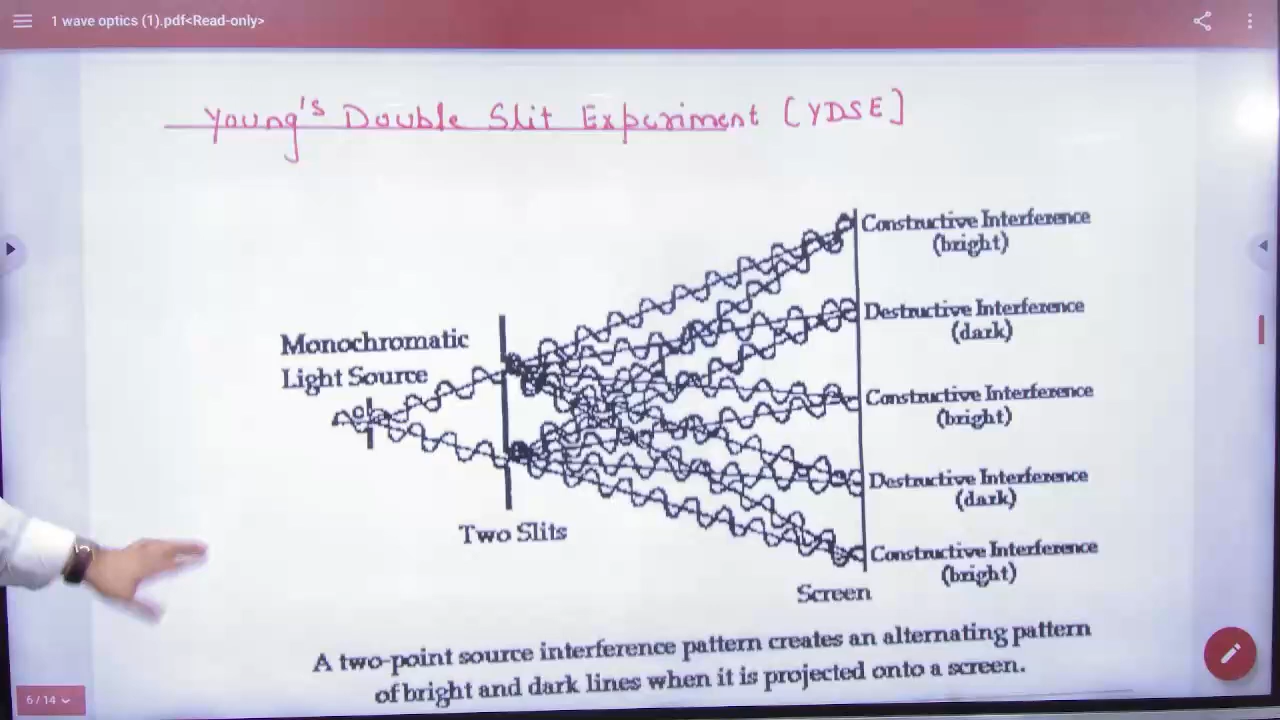 1 wave optics (1).pdf<Read-only>
Young's Double Slit Experiment [YDSE]
Constructive Interference
(bright)
Destructive Interference
(dark)
Monochromatic
Light Source
Constructive Interference
(bright)
Destructive Interference
(dark)
Two Slits
Constructive Interference
(bright)
Screen
A two-point source interference pattern creates an alternating pattern
of bright and dark lines when it is projected onto a screen.
6 / 14